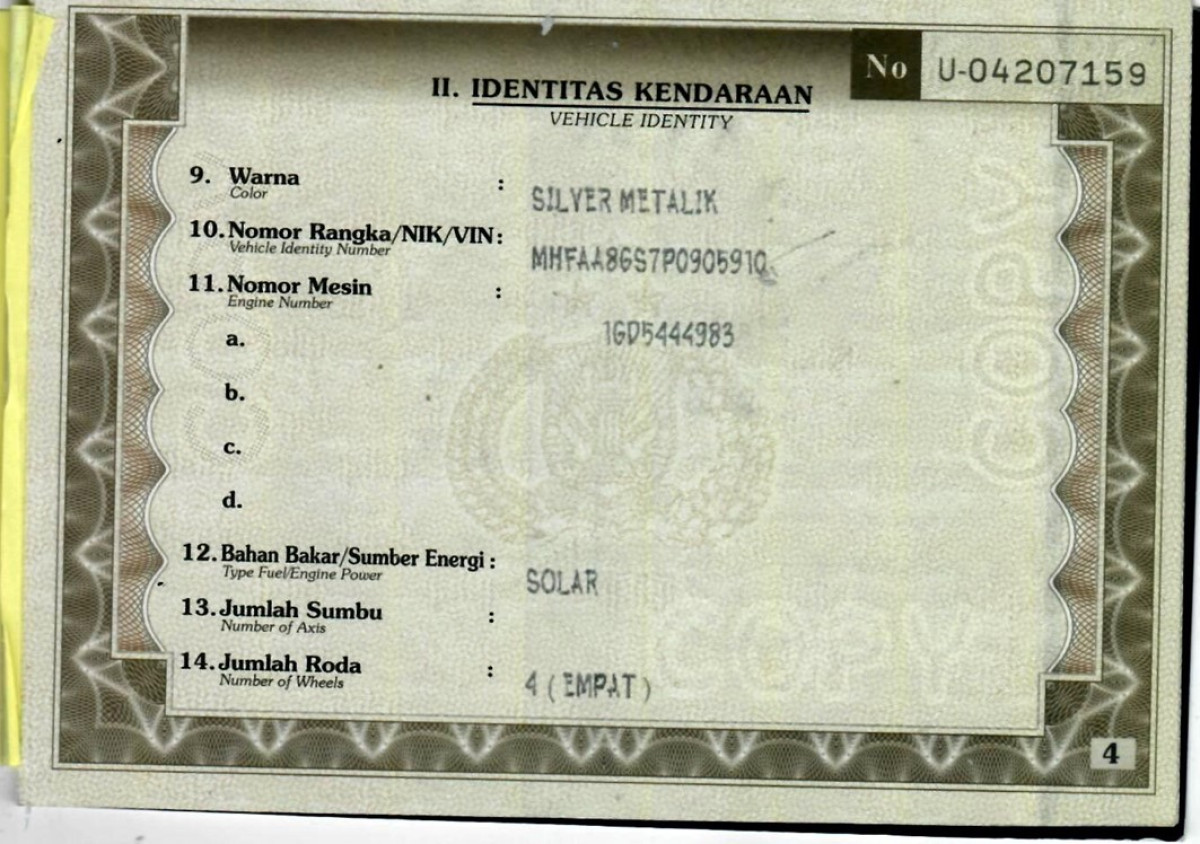 No U-04207159
II. IDENTITAS KENDARAAN
VEHICLE IDENTITY
9. Warna :
Color
SILVER METALIK
10. Nomor Rangka/NIK/VIN:
Vehicle Identity Number
MHFAA8GS7P0905910
11. Nomor Mesin :
Engine Number
a. 1GD5444983
b.
c.
d.
12. Bahan Bakar/Sumber Energi :
Type Fuel/Engine Power
SOLAR
13. Jumlah Sumbu :
Number of Axis
14. Jumlah Roda :
Number of Wheels
4 ( EMPAT )
COPY
COPY
4